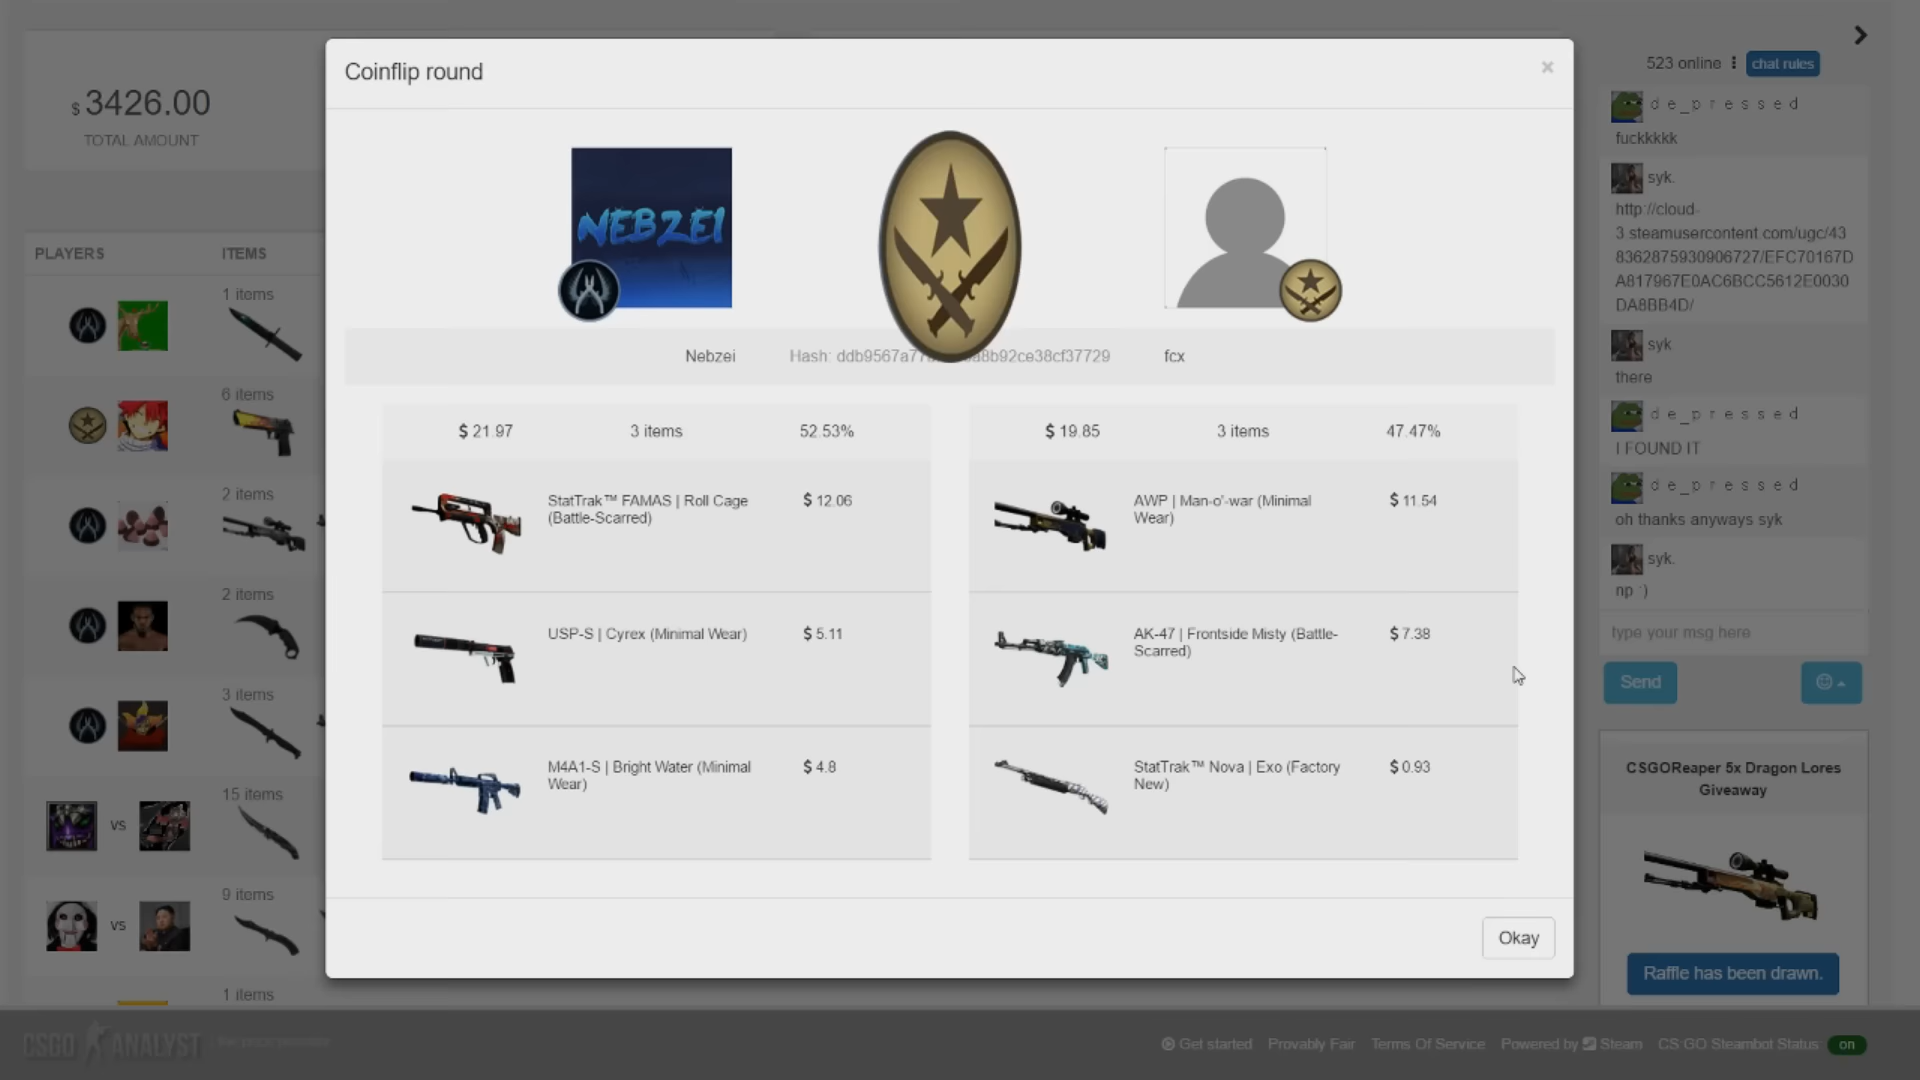 $ 3426.00
TOTAL AMOUNT
PLAYERS
ITEMS
1 items
6 items
2 items
2 items
3 items
15 items
vs
9 items
vs
1 items
Coinflip round
×
NEBZEI
Nebzei
Hash: ddb9567a77 a8b92ce38cf37729
fcx
$ 21.97
3 items
52.53%
StatTrak™ FAMAS | Roll Cage
(Battle-Scarred)
$ 12.06
USP-S | Cyrex (Minimal Wear)
$ 5.11
M4A1-S | Bright Water (Minimal
Wear)
$ 4.8
$ 19.85
3 items
47.47%
AWP | Man-o'-war (Minimal
Wear)
$ 11.54
AK-47 | Frontside Misty (Battle-
Scarred)
$ 7.38
StatTrak™ Nova | Exo (Factory
New)
$ 0.93
Okay
523 online
chat rules
d e _ p r e s s e d
fuckkkkk
syk.
http://cloud-
3 steamusercontent com/ugc/43
8362875930906727/EFC70167D
A817967E0AC6BCC5612E0030
DA8BB4D/
syk
there
d e _ p r e s s e d
I FOUND IT
d e _ p r e s s e d
oh thanks anyways syk
syk.
np :)
type your msg here
Send
CSGOReaper 5x Dragon Lores
Giveaway
Raffle has been drawn.
CSGO ANALYST
Get started
Provably Fair
Terms Of Service
Powered by Steam
CS:GO Steambot Status:
on